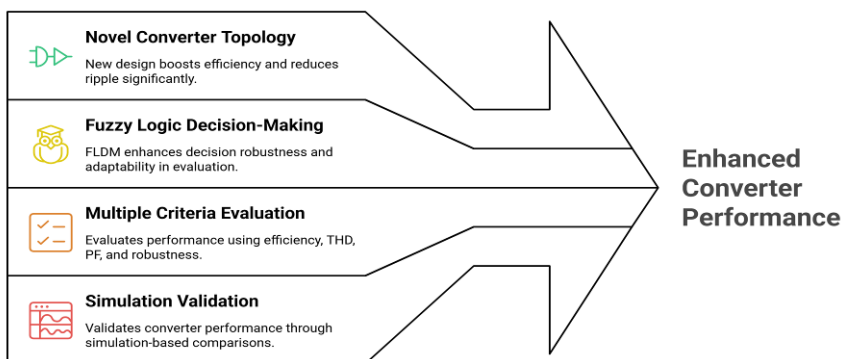 Novel Converter Topology
New design boosts efficiency and reduces
ripple significantly.
Fuzzy Logic Decision-Making
FLDM enhances decision robustness and
adaptability in evaluation.
Multiple Criteria Evaluation
Evaluates performance using efficiency, THD,
PF, and robustness.
Simulation Validation
Validates converter performance through
simulation-based comparisons.
Enhanced
Converter
Performance